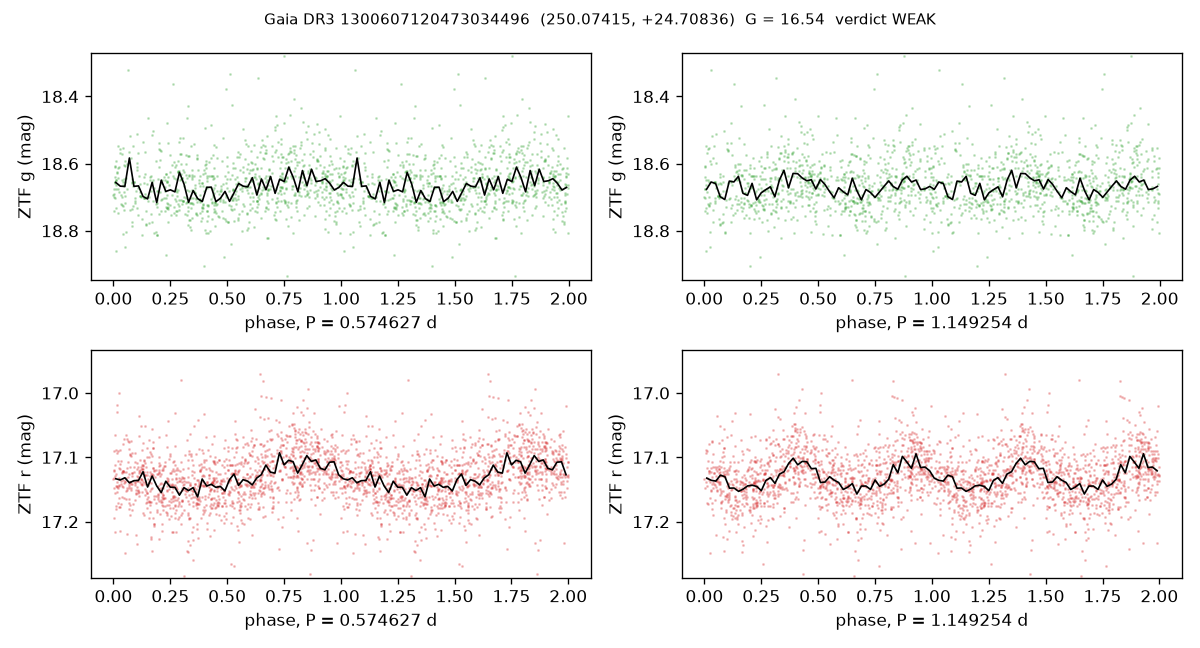 Gaia DR3 1300607120473034496 (250.07415, +24.70836) G = 16.54 verdict WEAK
ZTF g (mag)
18.4
18.6
18.8
0.00 0.25 0.50 0.75 1.00 1.25 1.50 1.75 2.00
phase, P = 0.574627 d
ZTF g (mag)
18.4
18.6
18.8
0.00 0.25 0.50 0.75 1.00 1.25 1.50 1.75 2.00
phase, P = 1.149254 d
ZTF r (mag)
17.0
17.1
17.2
0.00 0.25 0.50 0.75 1.00 1.25 1.50 1.75 2.00
phase, P = 0.574627 d
ZTF r (mag)
17.0
17.1
17.2
0.00 0.25 0.50 0.75 1.00 1.25 1.50 1.75 2.00
phase, P = 1.149254 d